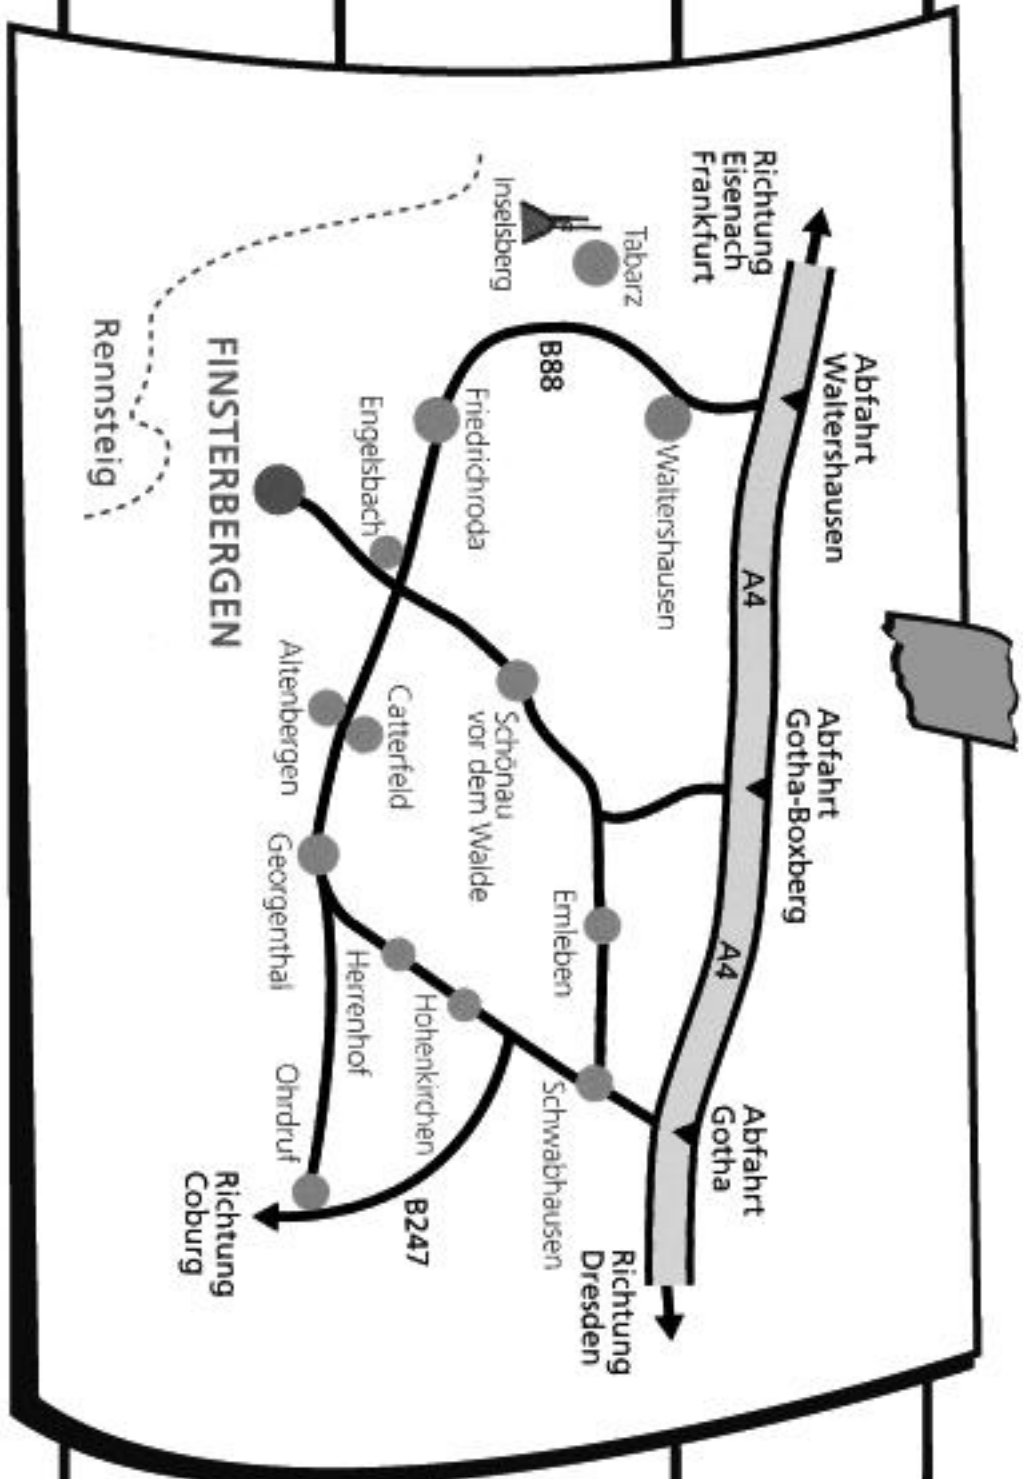 Richtung
Eisenach
Frankfurt
Abfahrt
Waltershausen
A4
Abfahrt
Gotha-Boxberg
A4
Abfahrt
Gotha
Richtung
Dresden
Tabarz
Inselsberg
B88
Waltershausen
Friedrichroda
Engelsbach
Schönau
vor dem Walde
Emleben
Schwabhausen
Catterfeld
Altenbergen
Hohenkirchen
Herrenhof
Georgenthal
B247
Ohrdruf
Richtung
Coburg
FINSTERBERGEN
Rennsteig